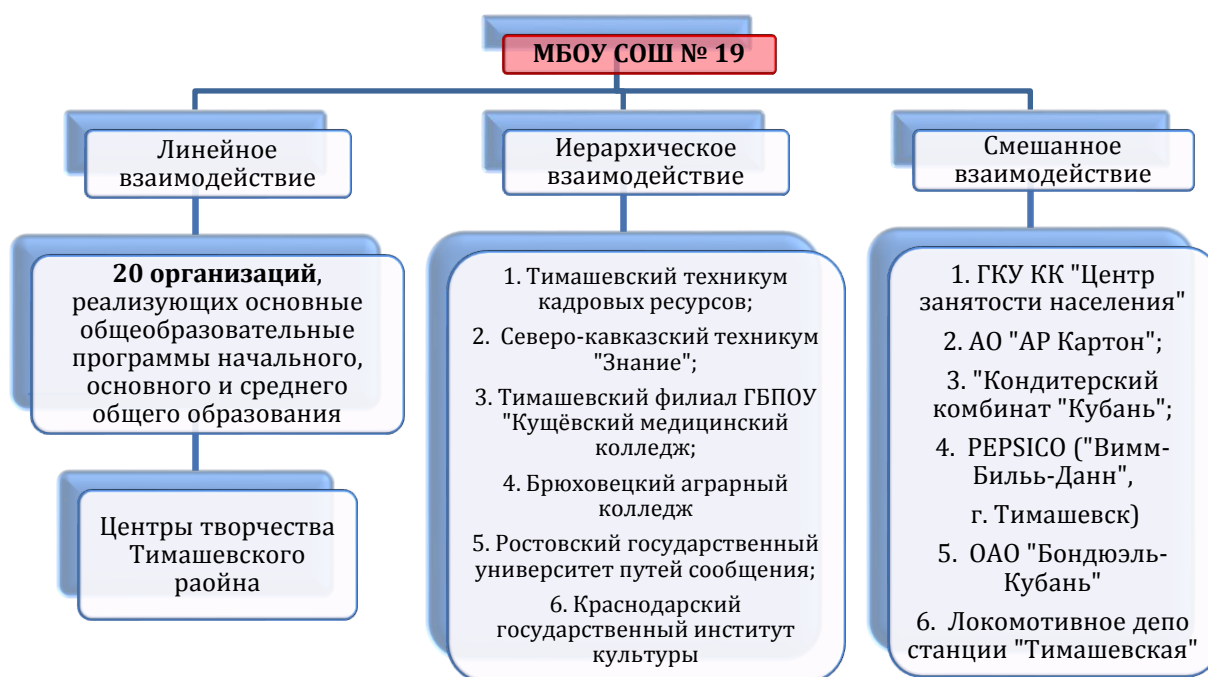 МБОУ СОШ № 19
Линейное
взаимодействие
20 организаций,
реализующих основные
общеобразовательные
программы начального,
основного и среднего
общего образования
Центры творчества
Тимашевского
раойна
Иерархическое
взаимодействие
1. Тимашевский техникум
кадровых ресурсов;
2. Северо-кавказский техникум
"Знание";
3. Тимашевский филиал ГБПОУ
"Кущёвский медицинский
колледж;
4. Брюховецкий аграрный
колледж
5. Ростовский государственный
университет путей сообщения;
6. Краснодарский
государственный институт
культуры
Смешанное
взаимодействие
1. ГКУ КК "Центр
занятости населения"
2. АО "АР Картон";
3. "Кондитерский
комбинат "Кубань";
4. PEPSICO ("Вимм-
Билль-Данн",
г. Тимашевск)
5. ОАО "Бондюэль-
Кубань"
6. Локомотивное депо
станции "Тимашевская"